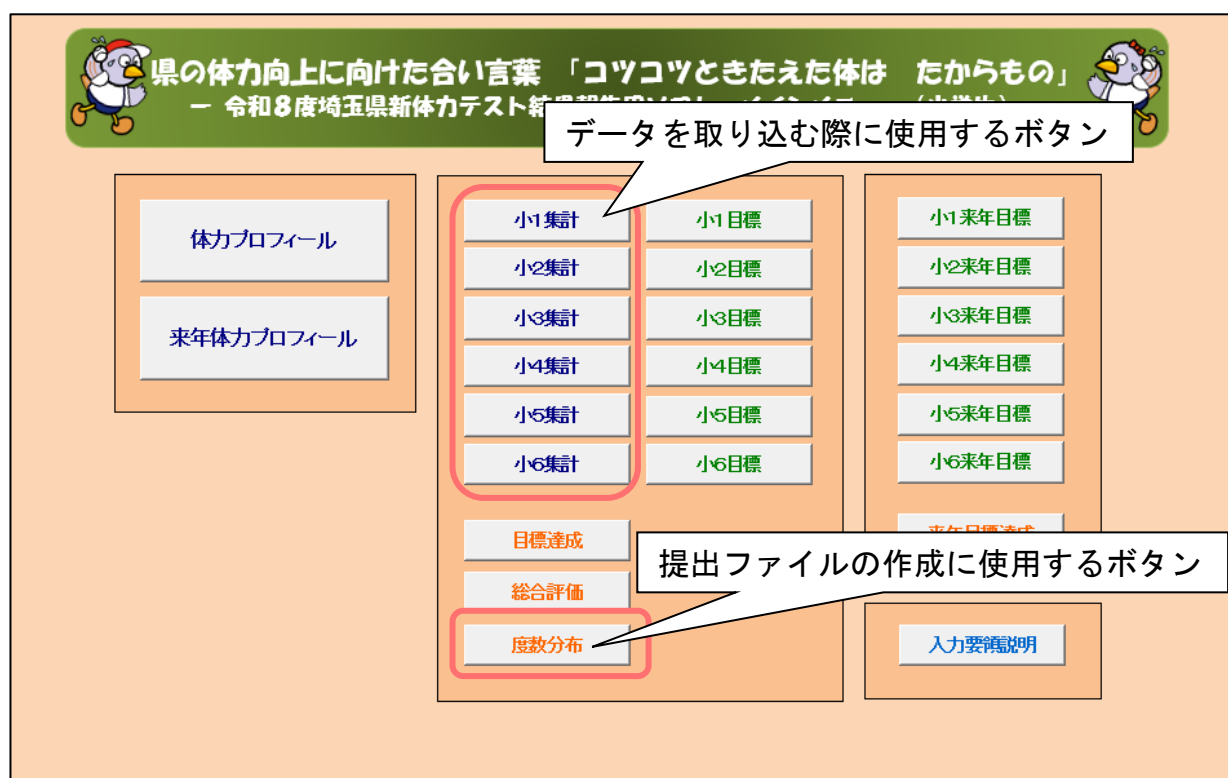 県の体力向上に向けた合い言葉 「コツコツときたえた体は たからもの」
－ 令和８度埼玉県新体力テスト結
データを取り込む際に使用するボタン
体力プロフィール
来年体力プロフィール
小1集計
小1目標
小2集計
小2目標
小3集計
小3目標
小4集計
小4目標
小5集計
小5目標
小6集計
小6目標
小1来年目標
小2来年目標
小3来年目標
小4来年目標
小5来年目標
小6来年目標
目標達成
総合評価
度数分布
提出ファイルの作成に使用するボタン
入力要領説明